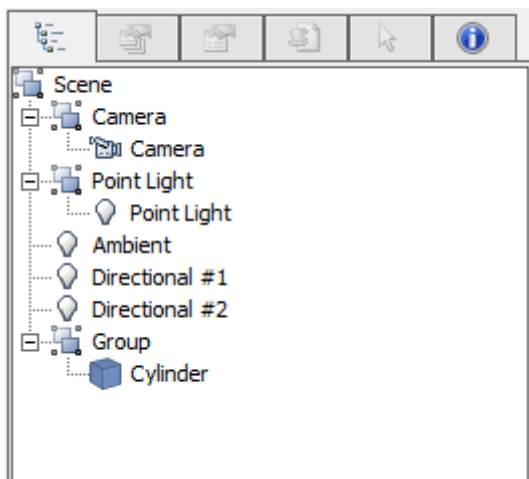 Scene
Camera
Camera
Point Light
Point Light
Ambient
Directional #1
Directional #2
Group
Cylinder